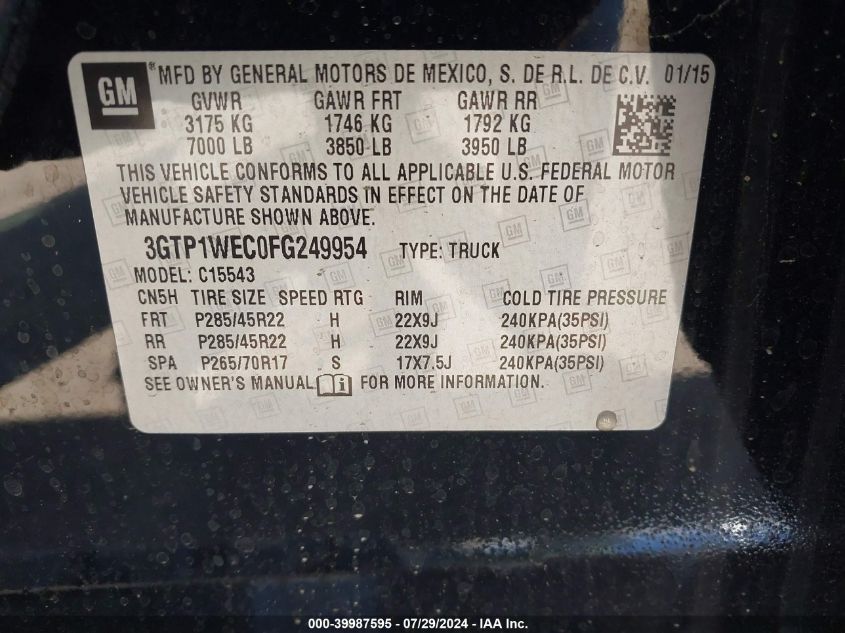 GM ® MFD BY GENERAL MOTORS DE MEXICO, S. DE R.L. DE C.V. 01/15
GVWR GAWR FRT GAWR RR
3175 KG 1746 KG 1792 KG
7000 LB 3850 LB 3950 LB
THIS VEHICLE CONFORMS TO ALL APPLICABLE U.S. FEDERAL MOTOR
VEHICLE SAFETY STANDARDS IN EFFECT ON THE DATE OF
MANUFACTURE SHOWN ABOVE.
3GTP1WEC0FG249954 TYPE: TRUCK
MODEL: C15543
CN5H TIRE SIZE SPEED RTG RIM COLD TIRE PRESSURE
FRT P285/45R22 H 22X9J 240KPA(35PSI)
RR P285/45R22 H 22X9J 240KPA(35PSI)
SPA P265/70R17 S 17X7.5J 240KPA(35PSI)
SEE OWNER'S MANUAL FOR MORE INFORMATION.
000-39987595 - 07/29/2024 - IAA Inc.